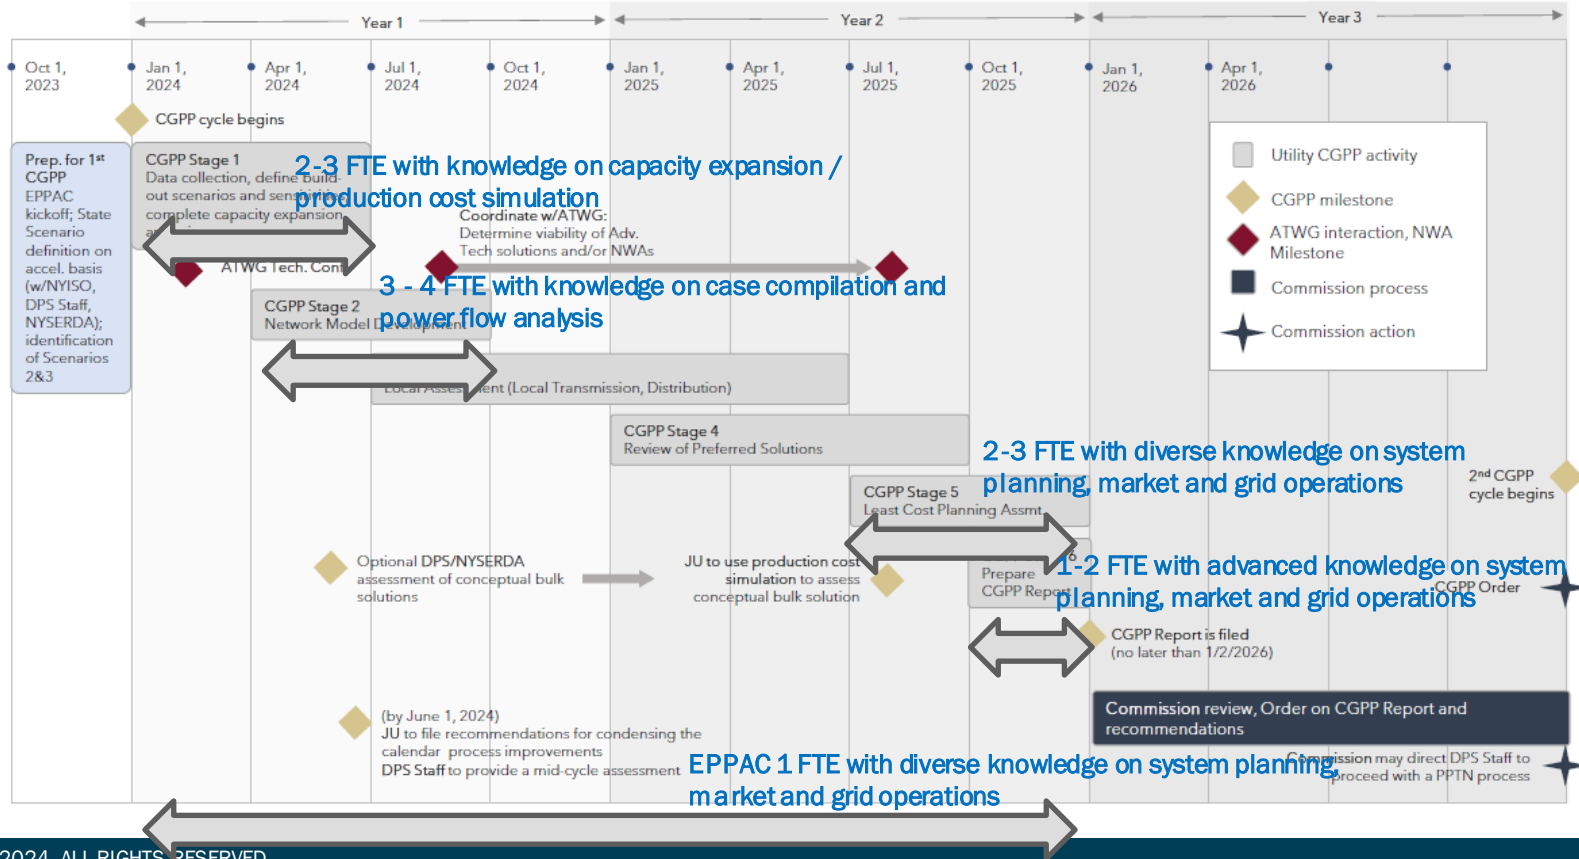 Year 1
Year 2
Year 3
Oct 1,
2023
Jan 1,
2024
Apr 1,
2024
Jul 1,
2024
Oct 1,
2024
Jan 1,
2025
Apr 1,
2025
Jul 1,
2025
Oct 1,
2025
Jan 1,
2026
Apr 1,
2026
CGPP cycle begins
Prep. for 1st
CGPP
EPPAC
kickoff; State
Scenario
definition on
accel. basis
(w/NYISO,
DPS Staff,
NYSERDA);
identification
of Scenarios
2&3
CGPP Stage 1
Data collection, define build-
out scenarios and sensitivities,
complete capacity expansion
2-3 FTE with knowledge on capacity expansion /
production cost simulation
Coordinate w/ATWG:
Determine viability of Adv.
Tech solutions and/or NWAs
ATWG Tech. Conf
3 - 4 FTE with knowledge on case compilation and
power flow analysis
CGPP Stage 2
Network Model Development
Local Assessment (Local Transmission, Distribution)
CGPP Stage 4
Review of Preferred Solutions
CGPP Stage 5
Least Cost Planning Assmt
2-3 FTE with diverse knowledge on system
planning, market and grid operations
6
Prepare
CGPP Report
1-2 FTE with advanced knowledge on system
planning, market and grid operations
Optional DPS/NYSERDA
assessment of conceptual bulk
solutions
JU to use production cost
simulation to assess
conceptual bulk solution
CGPP Report is filed
(no later than 1/2/2026)
(by June 1, 2024)
JU to file recommendations for condensing the
calendar process improvements
DPS Staff to provide a mid-cycle assessment
EPPAC 1 FTE with diverse knowledge on system planning,
market and grid operations
Utility CGPP activity
CGPP milestone
ATWG interaction, NWA
Milestone
Commission process
Commission action
2nd CGPP
cycle begins
CGPP Order
Commission review, Order on CGPP Report and
recommendations
Commission may direct DPS Staff to
proceed with a PPTN process
2024. ALL RIGHTS RESERVED